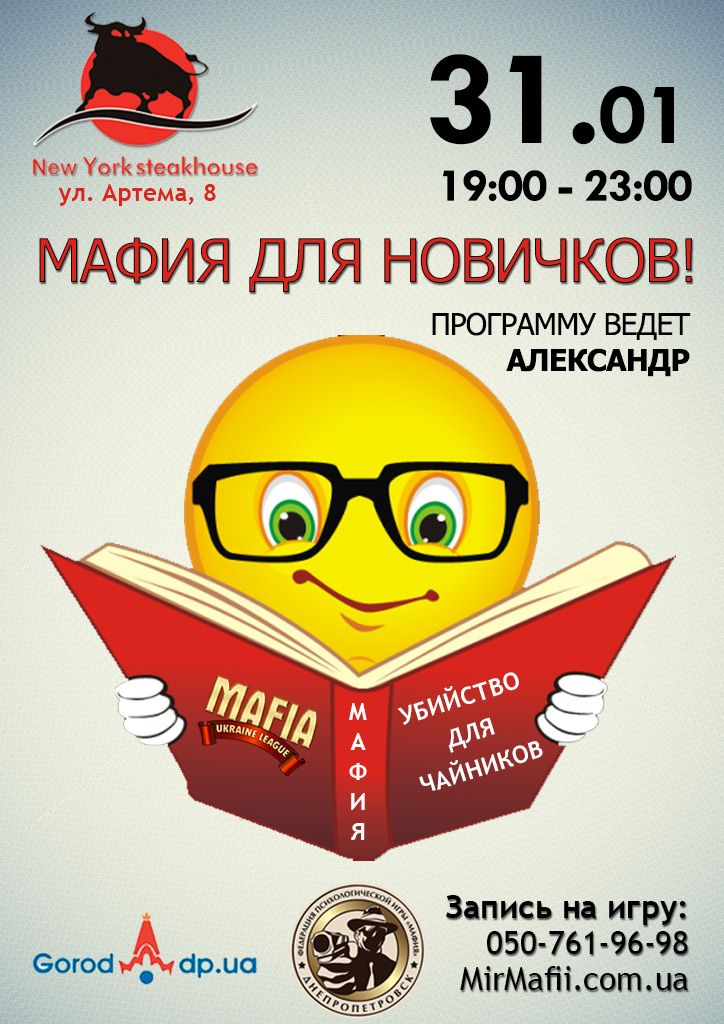 31.01
19:00 - 23:00
New York steakhouse
ул. Артема, 8
МАФИЯ ДЛЯ НОВИЧКОВ!
ПРОГРАММУ ВЕДЕТ
АЛЕКСАНДР
MAFIA
UKRAINE LEAGUE
МАФИЯ
УБИЙСТВО
ДЛЯ
ЧАЙНИКОВ
Gorod dp.ua
ФЕДЕРАЦИЯ ПСИХОЛОГИЧЕСКОЙ ИГРЫ «МАФИЯ»
ДНЕПРОПЕТРОВСК
Запись на игру:
050-761-96-98
MirMafii.com.ua